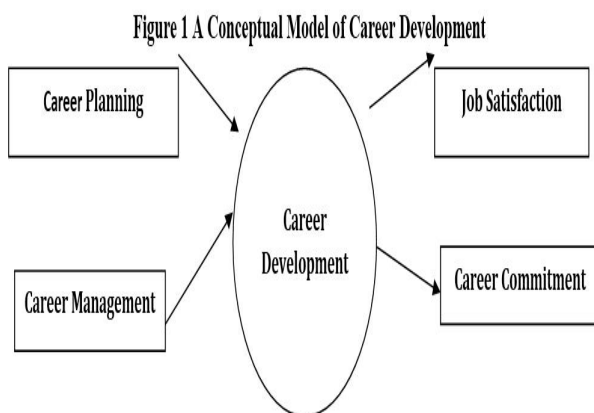 Figure 1 A Conceptual Model of Career Development
Career Planning
Job Satisfaction
Career
Development
Career Management
Career Commitment